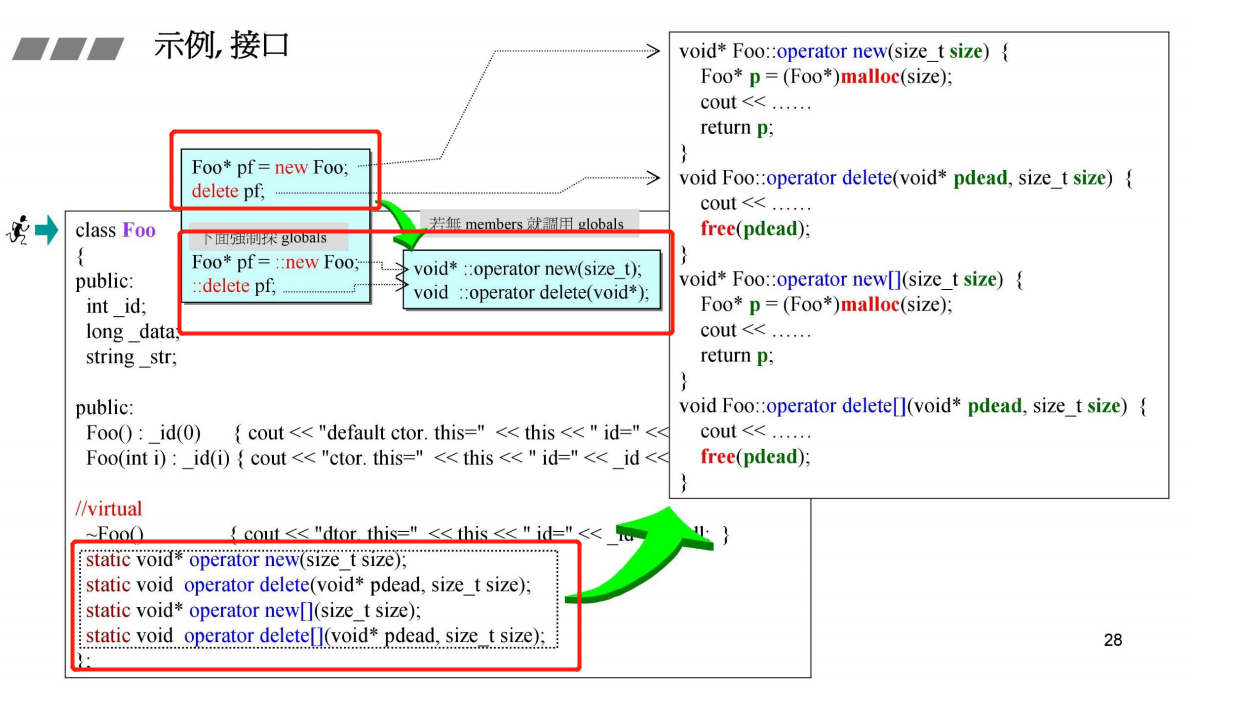 示例, 接口
Foo* pf = new Foo;
delete pf;
下面強制採 globals
Foo* pf = ::new Foo;
::delete pf;
若無 members 就調用 globals
void* ::operator new(size_t);
void ::operator delete(void*);
class Foo
{
public:
int _id;
long _data;
string _str;
public:
Foo() : _id(0) { cout << "default ctor. this=" << this << " id=" <<
Foo(int i) : _id(i) { cout << "ctor. this=" << this << " id=" << _id <<
//virtual
~Foo() { cout << "dtor. this=" << this << " id=" << _id }
static void* operator new(size_t size);
static void operator delete(void* pdead, size_t size);
static void* operator new[](size_t size);
static void operator delete[](void* pdead, size_t size);
};
void* Foo::operator new(size_t size) {
Foo* p = (Foo*)malloc(size);
cout << ......
return p;
}
void Foo::operator delete(void* pdead, size_t size) {
cout << ......
free(pdead);
}
void* Foo::operator new[](size_t size) {
Foo* p = (Foo*)malloc(size);
cout << ......
return p;
}
void Foo::operator delete[](void* pdead, size_t size) {
cout << ......
free(pdead);
}
28